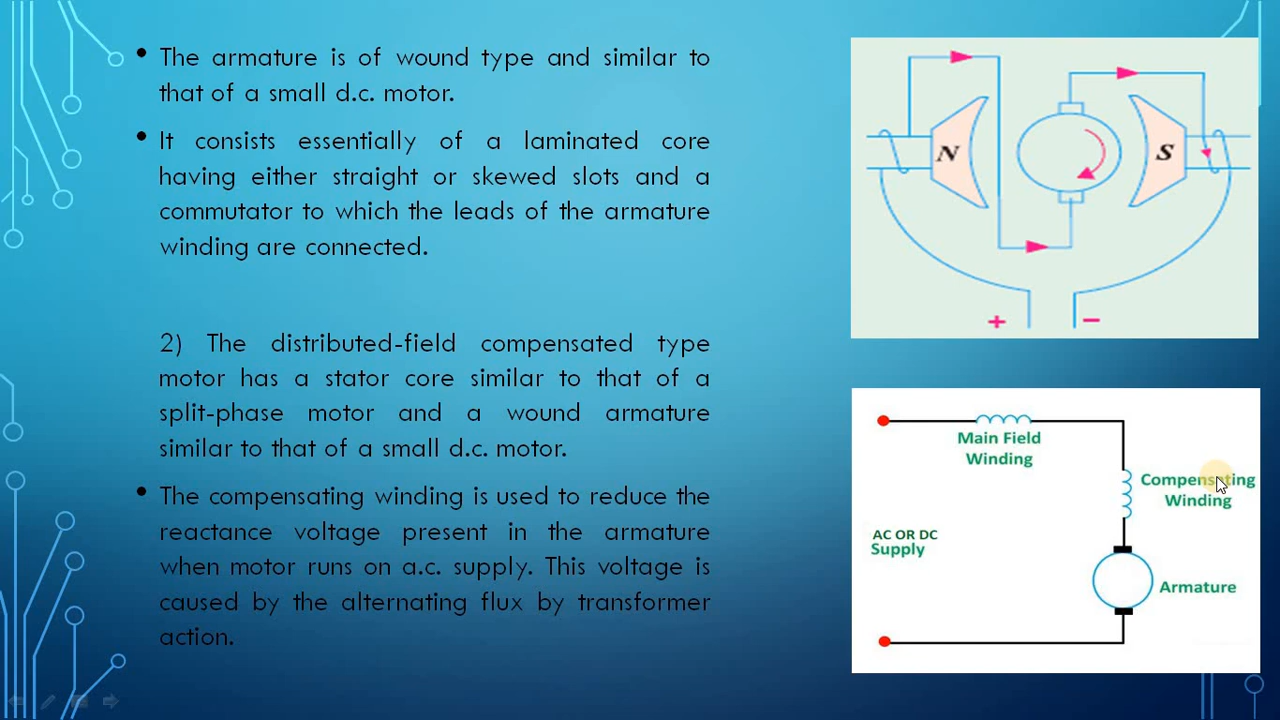 • The armature is of wound type and similar to
that of a small d.c. motor.
• It consists essentially of a laminated core
having either straight or skewed slots and a
commutator to which the leads of the armature
winding are connected.
2) The distributed-field compensated type
motor has a stator core similar to that of a
split-phase motor and a wound armature
similar to that of a small d.c. motor.
• The compensating winding is used to reduce the
reactance voltage present in the armature
when motor runs on a.c. supply. This voltage is
caused by the alternating flux by transformer
action.
N
S
+
−
Main Field
Winding
Compensating
Winding
AC OR DC
Supply
Armature